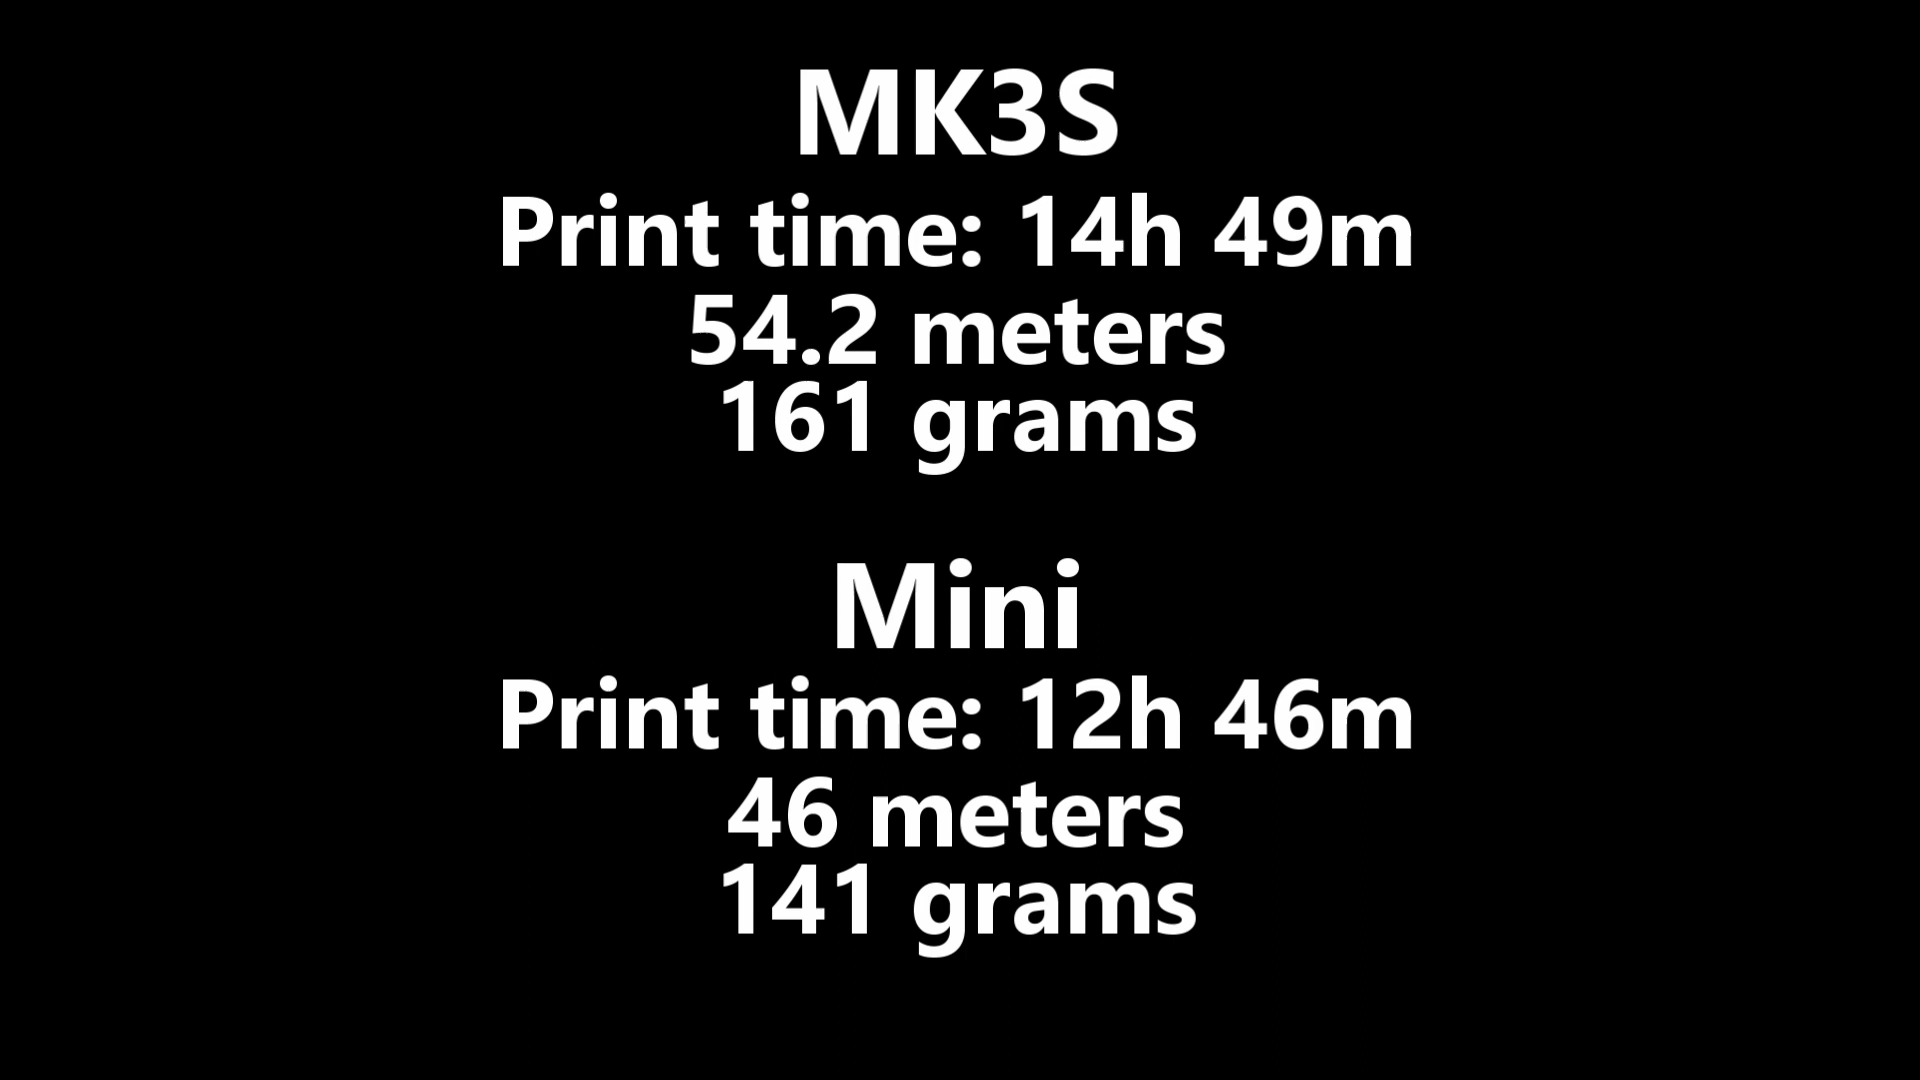 MK3S
Print time: 14h 49m
54.2 meters
161 grams
Mini
Print time: 12h 46m
46 meters
141 grams